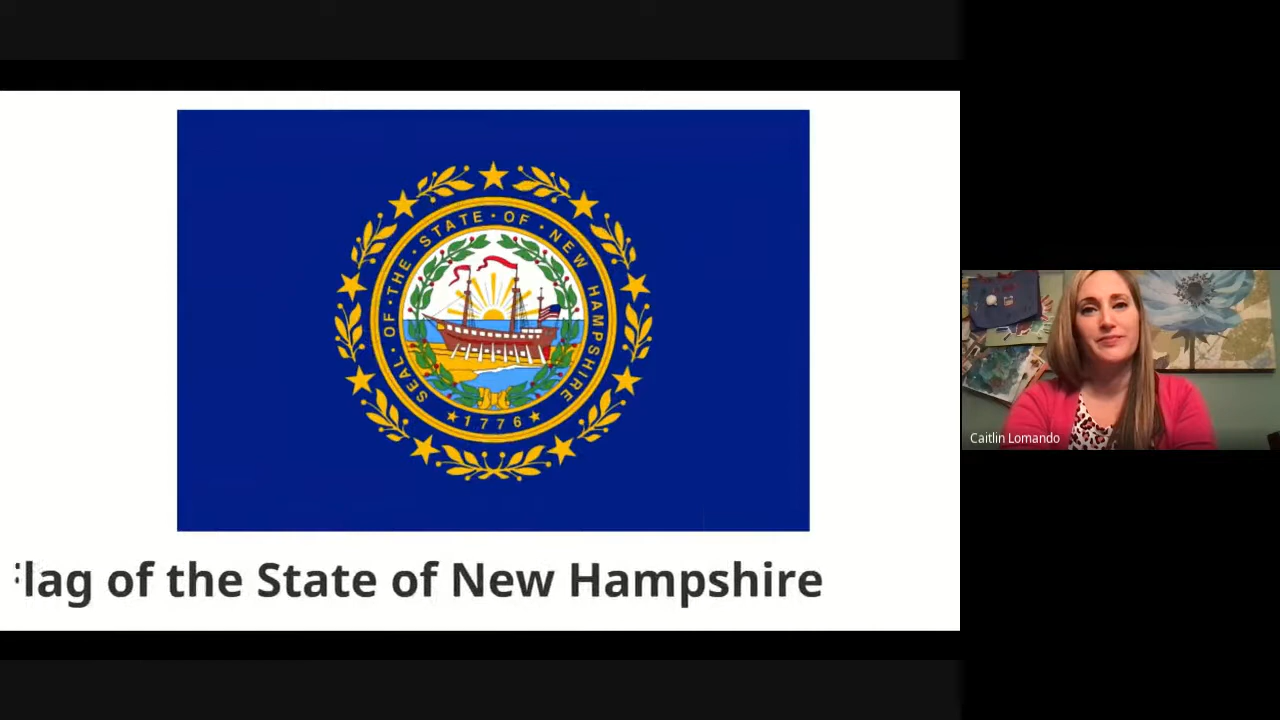 SEAL · OF · THE · STATE · OF · NEW HAMPSHIRE
★ 1776 ★
lag of the State of New Hampshire
Caitlin Lomando